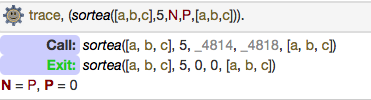 trace, (sortea([a,b,c],5,N,P,[a,b,c])).
Call: sortea([a, b, c], 5, _4814, _4818, [a, b, c])
Exit: sortea([a, b, c], 5, 0, 0, [a, b, c])
N = P, P = 0